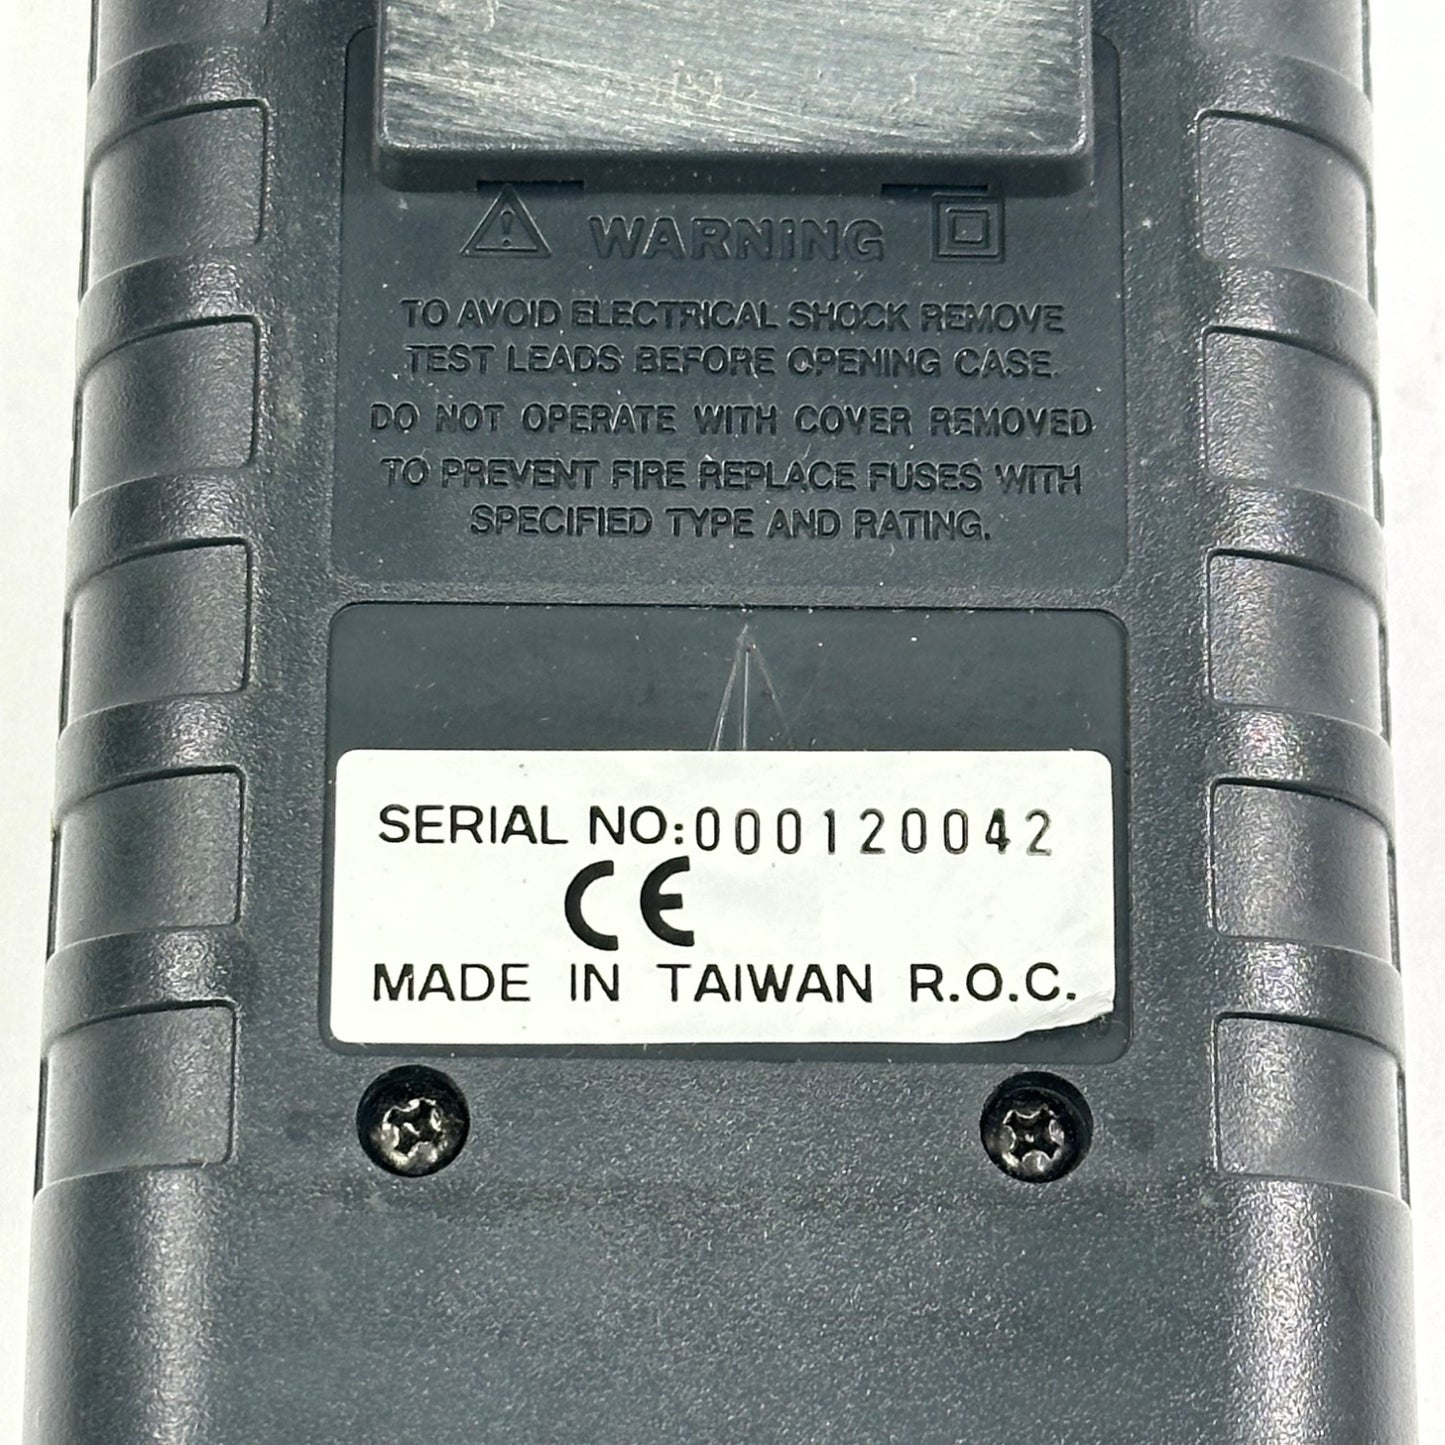 WARNING
TO AVOID ELECTRICAL SHOCK REMOVE
TEST LEADS BEFORE OPENING CASE.
DO NOT OPERATE WITH COVER REMOVED
TO PREVENT FIRE REPLACE FUSES WITH
SPECIFIED TYPE AND RATING.
SERIAL NO:000120042
CE
MADE IN TAIWAN R.O.C.